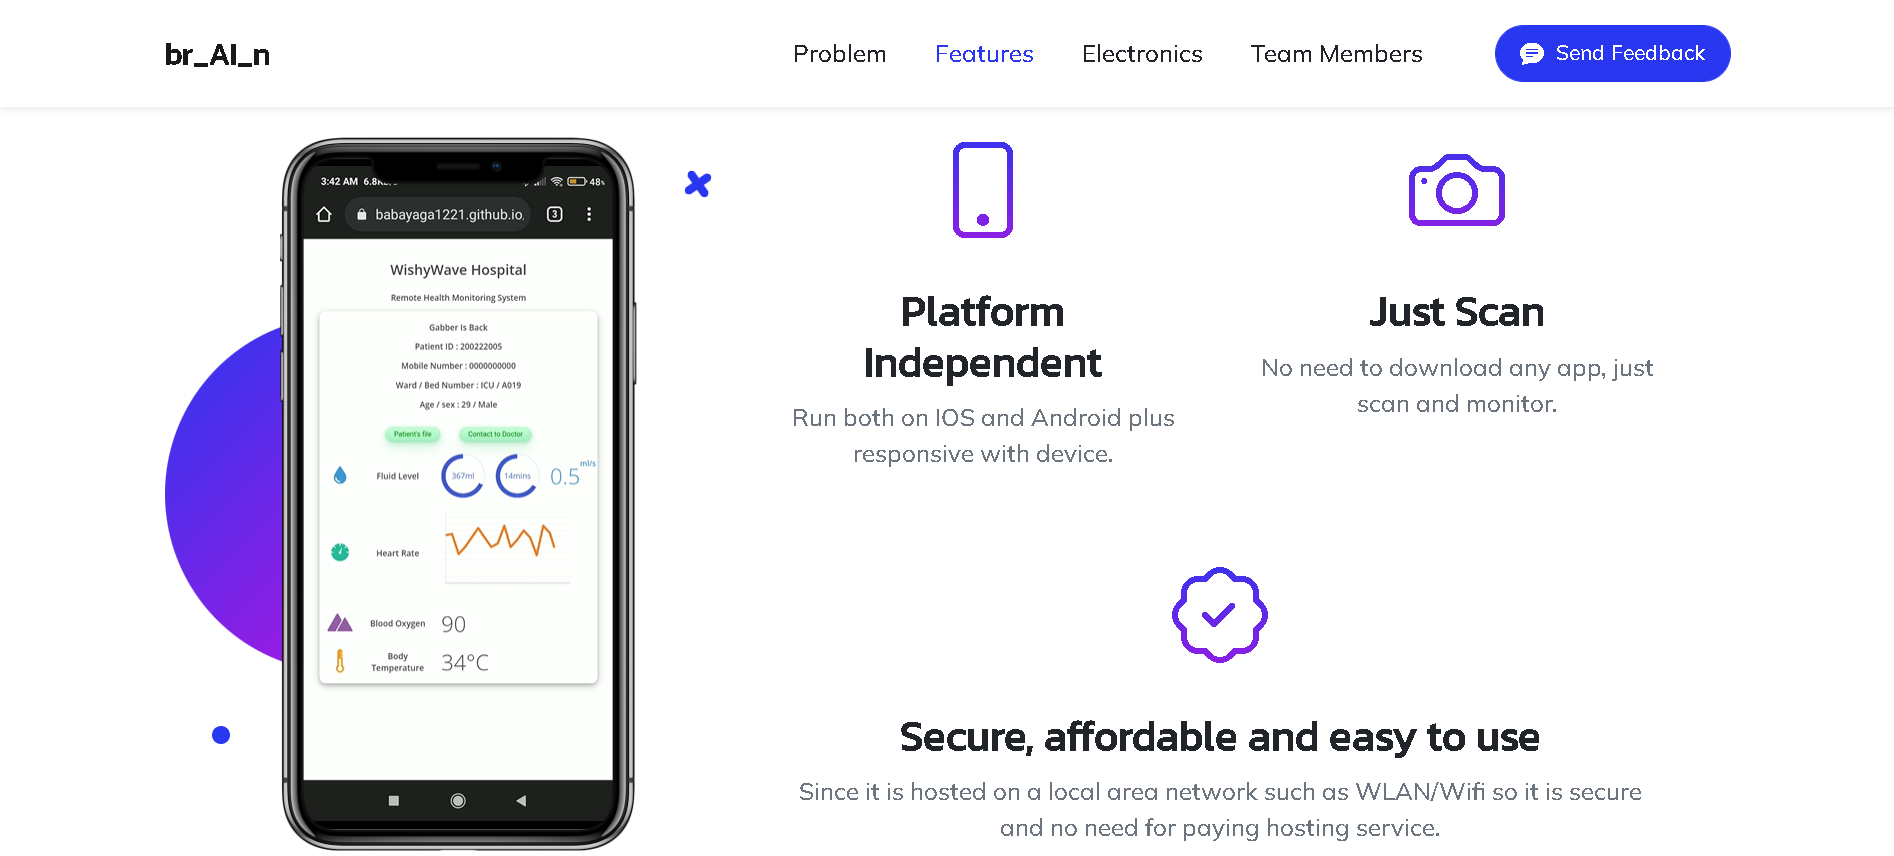 br_AI_n
Problem
Features
Electronics
Team Members
Send Feedback
3:42 AM
48%
babayaga1221.github.io
3
WishyWave Hospital
Remote Health Monitoring System
Gabber Is Back
Patient ID : 200222005
Mobile Number : 0000000000
Ward / Bed Number : ICU / A019
Age / sex : 29 / Male
Patient's file
Contact to Doctor
Fluid Level
367ml
14mins
0.5 ml/s
Heart Rate
Blood Oxygen
90
Body
Temperature
34°C
Platform
Independent
Run both on IOS and Android plus
responsive with device.
Just Scan
No need to download any app, just
scan and monitor.
Secure, affordable and easy to use
Since it is hosted on a local area network such as WLAN/Wifi so it is secure
and no need for paying hosting service.